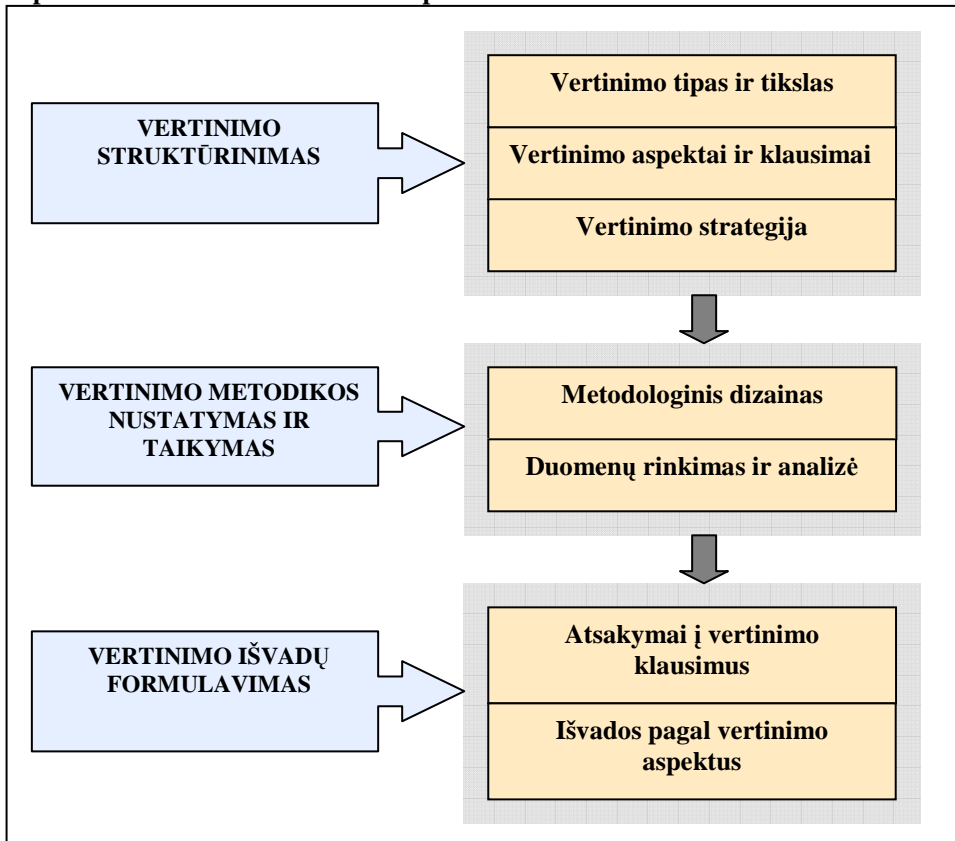 VERTINIMO
STRUKTŪRINIMAS
Vertinimo tipas ir tikslas
Vertinimo aspektai ir klausimai
Vertinimo strategija
VERTINIMO METODIKOS
NUSTATYMAS IR
TAIKYMAS
Metodologinis dizainas
Duomenų rinkimas ir analizė
VERTINIMO IŠVADŲ
FORMULAVIMAS
Atsakymai į vertinimo
klausimus
Išvados pagal vertinimo
aspektus